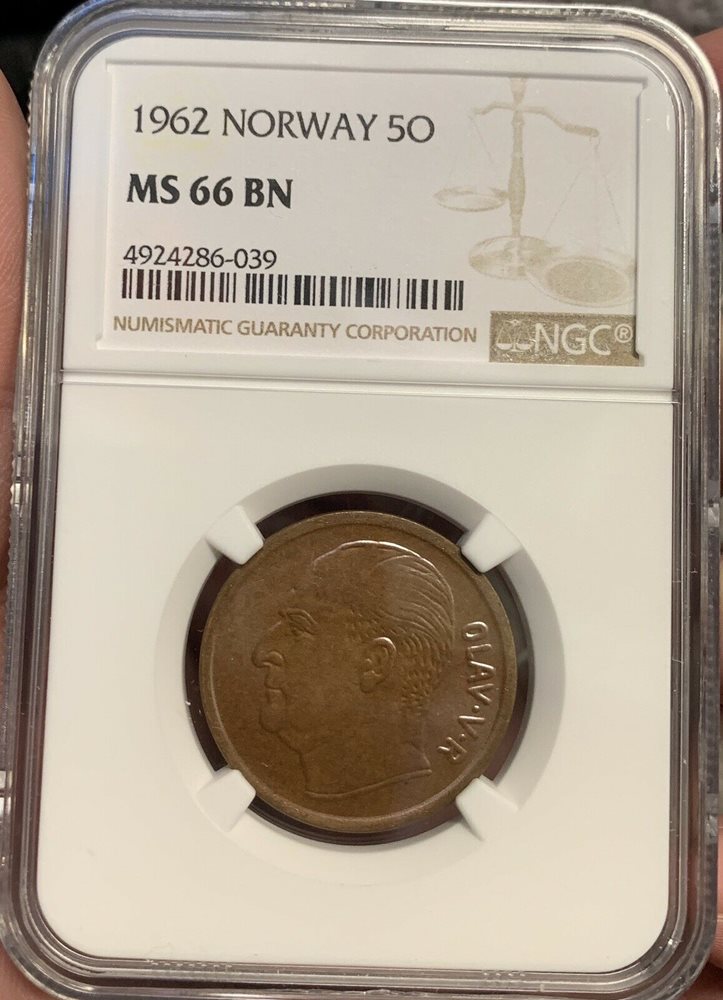 1962 NORWAY 5O
MS 66 BN
4924286-039
NUMISMATIC GUARANTY CORPORATION
NGC®
OLAV·V·R